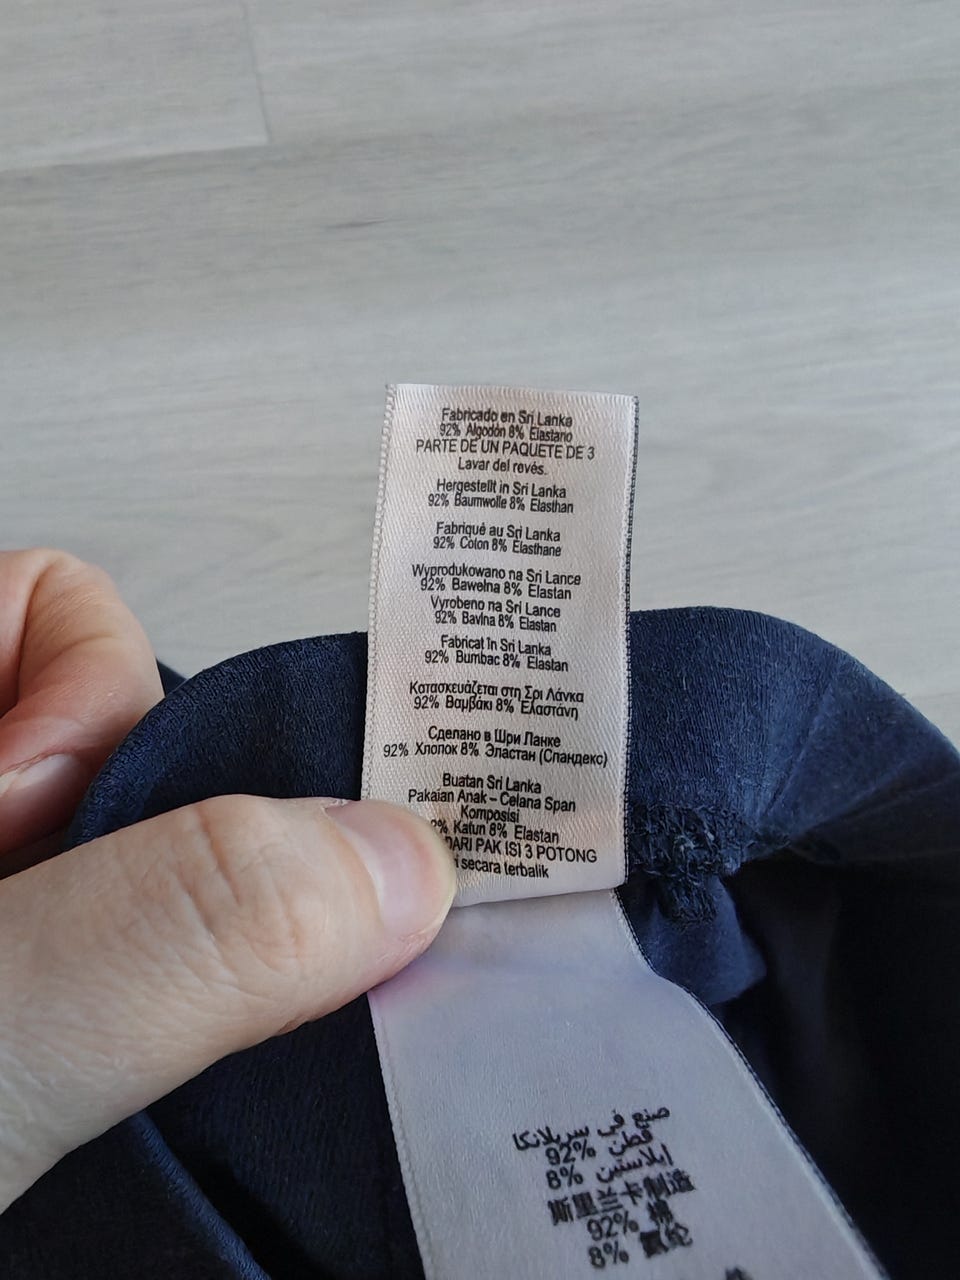 Fabricado en Sri Lanka
92% Algodón 8% Elastano
PARTE DE UN PAQUETE DE 3
Lavar del revés.
Hergestellt in Sri Lanka
92% Baumwolle 8% Elasthan
Fabriqué au Sri Lanka
92% Coton 8% Elasthane
Wyprodukowano na Sri Lance
92% Bawełna 8% Elastan
Vyrobeno na Srí Lance
92% Bavlna 8% Elastan
Fabricat în Sri Lanka
92% Bumbac 8% Elastan
Κατασκευάζεται στη Σρι Λάνκα
92% Βαμβάκι 8% Ελαστάνη
Сделано в Шри Ланке
92% Хлопок 8% Эластан (Спандекс)
Buatan Sri Lanka
Pakaian Anak – Celana Span
Komposisi
2% Katun 8% Elastan
DARI PAK [S] 3 POTONG
secara terbalik
صنع في سريلانكا
92% قطن
8% ايلاستين
斯里兰卡制造
92% 棉
8%